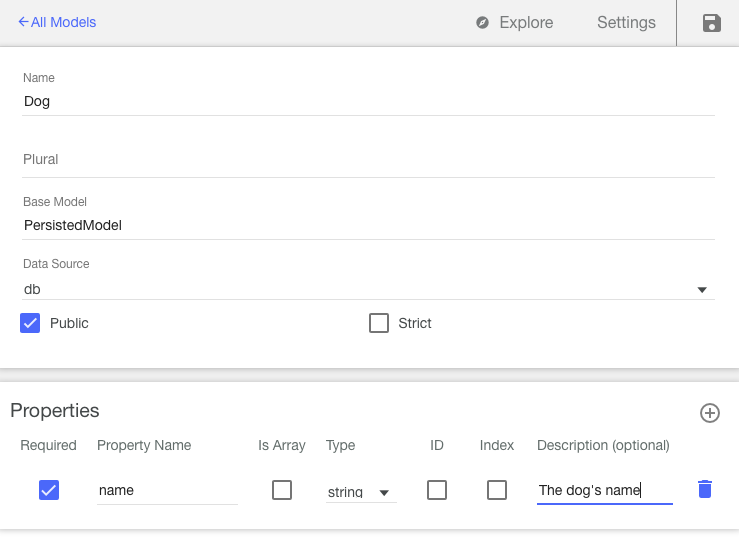 All Models
Explore
Settings
Name
Dog
Plural
Base Model
PersistedModel
Data Source
db
Public
Strict
Properties
Required Property Name Is Array Type ID Index Description (optional)
name string The dog's name